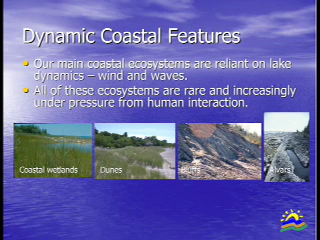 Dynamic Coastal Features
• Our main coastal ecosystems are reliant on lake
dynamics – wind and waves.
• All of these ecosystems are rare and increasingly
under pressure from human interaction.
Coastal wetlands
Dunes
Bluffs
Alvars